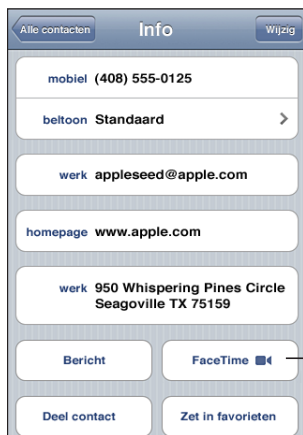 Alle contacten Info Wijzig
mobiel (408) 555-0125
beltoon Standaard
werk appleseed@apple.com
homepage www.apple.com
werk 950 Whispering Pines Circle
Seagoville TX 75159
Bericht FaceTime
Deel contact Zet in favorieten